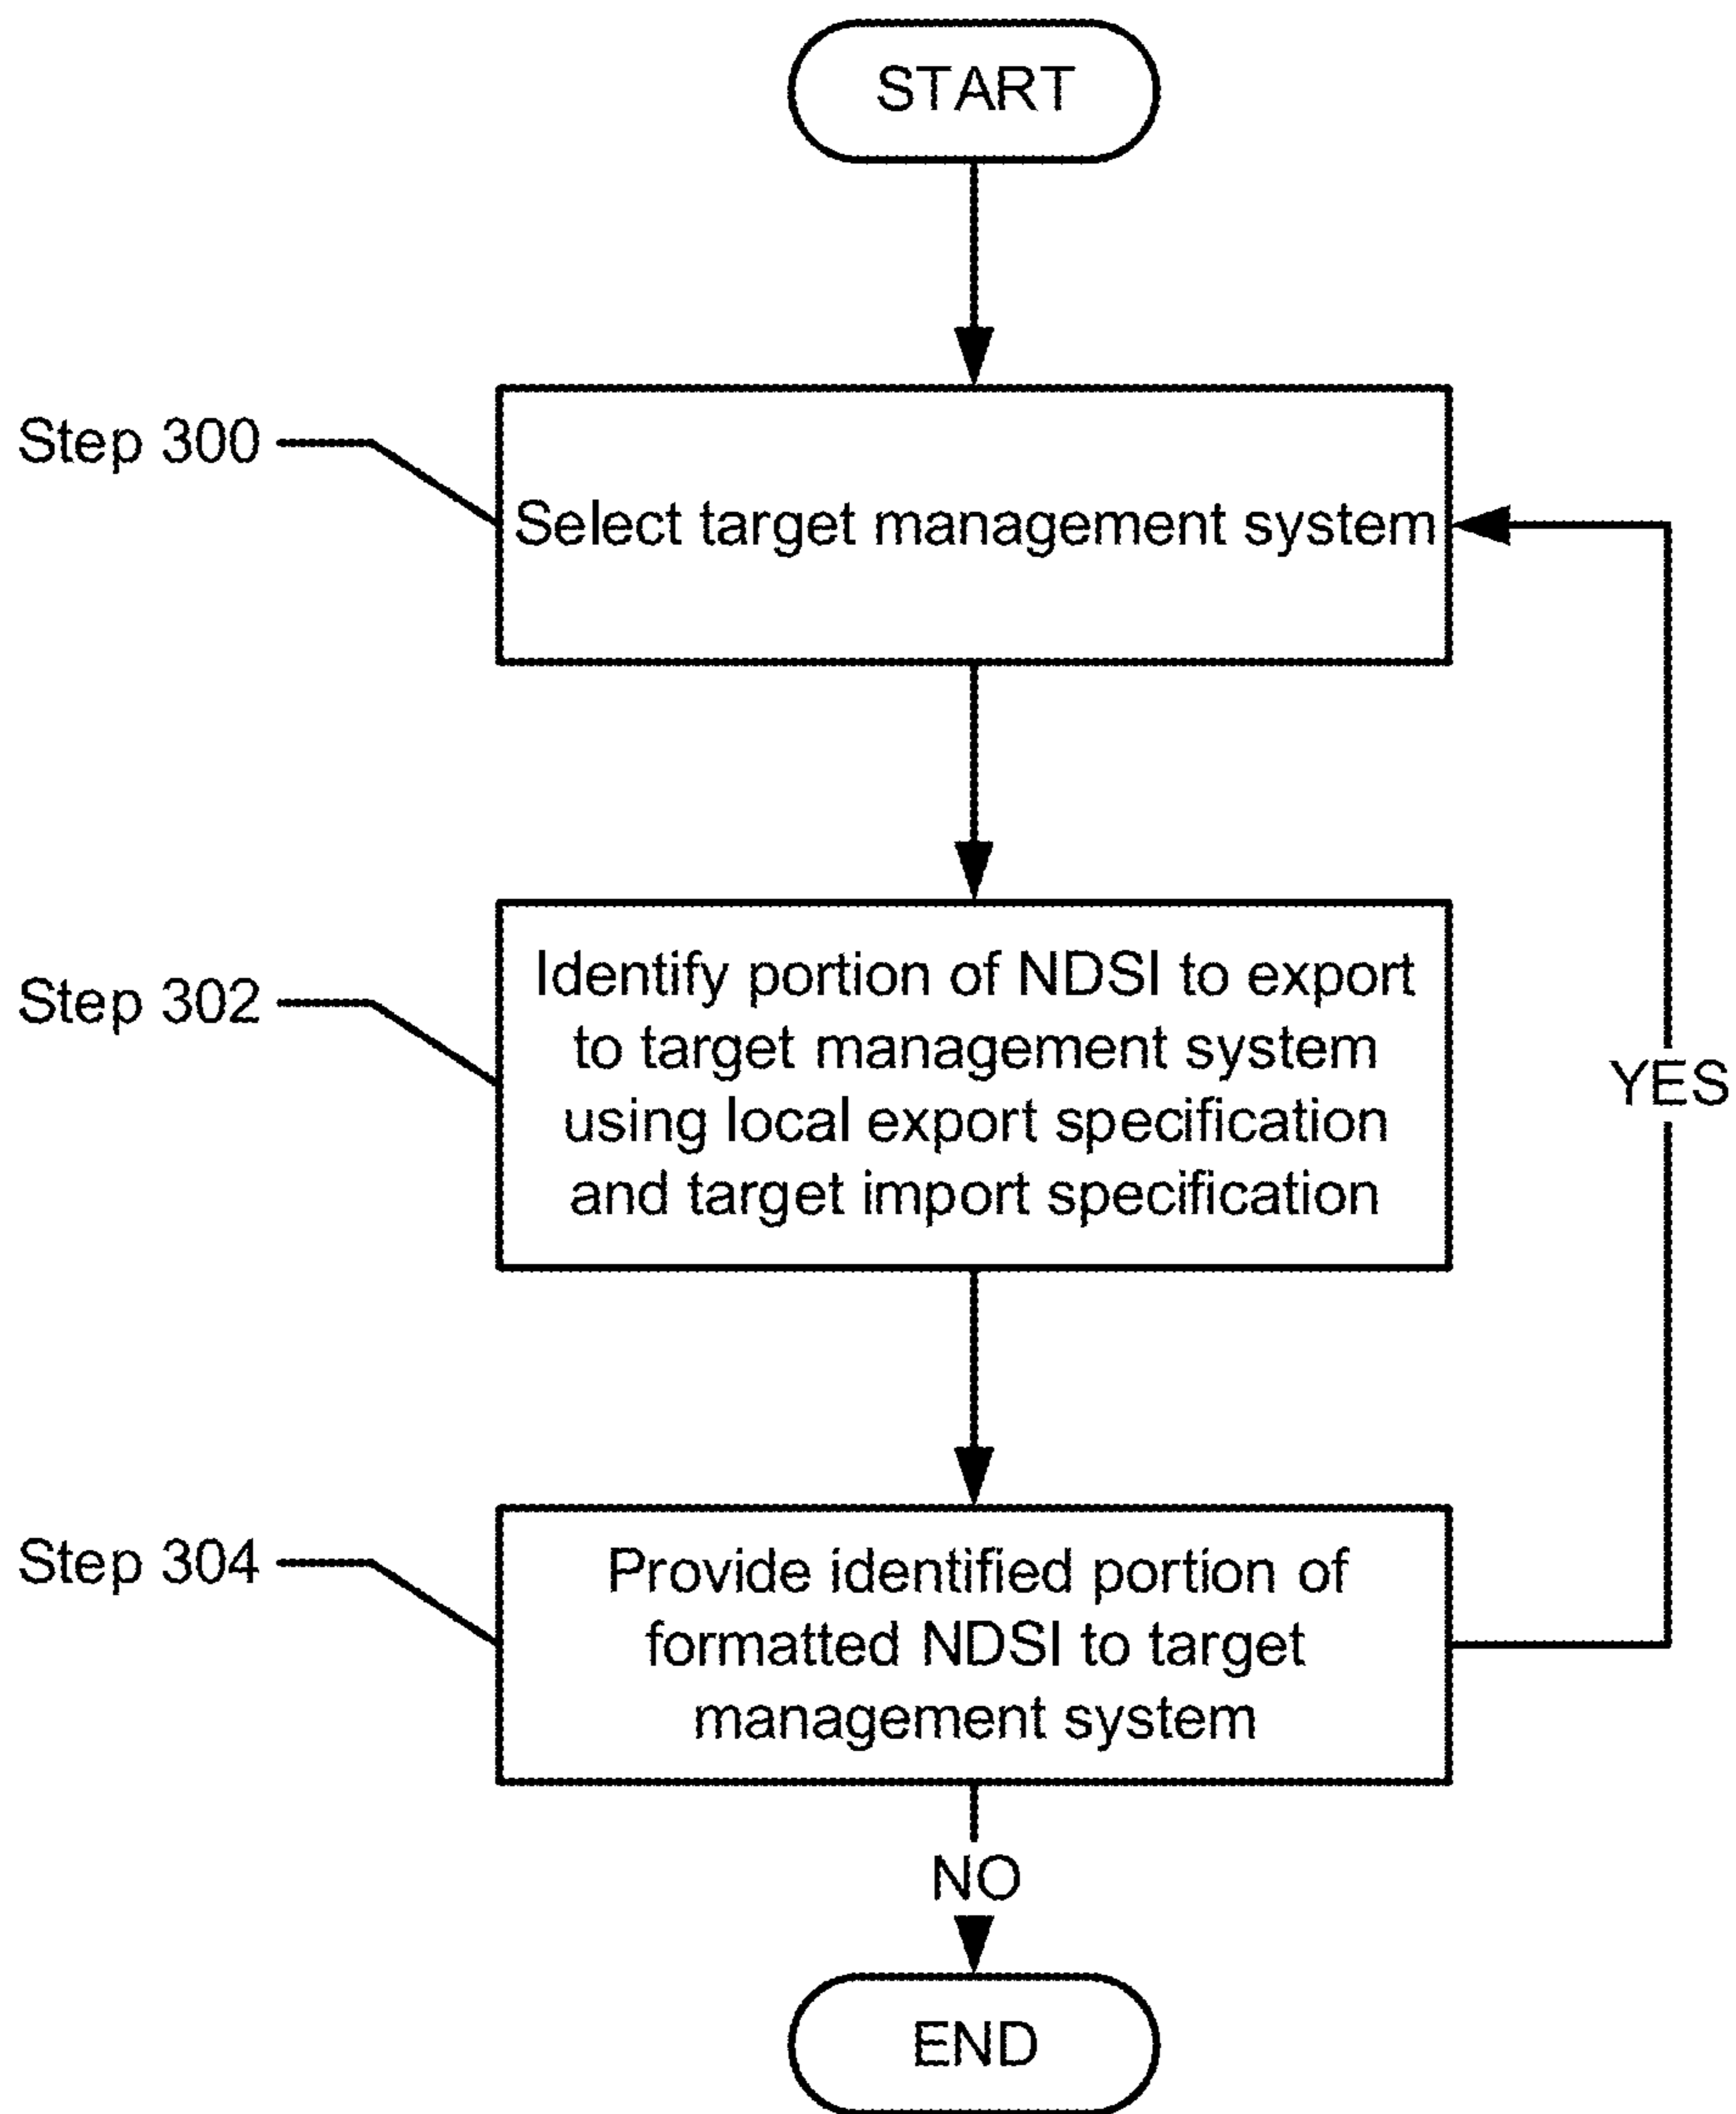 START
Step 300
Select target management system
Step 302
Identify portion of NDSI to export
to target management system
using local export specification
and target import specification
YES
Step 304
Provide identified portion of
formatted NDSI to target
management system
NO
END